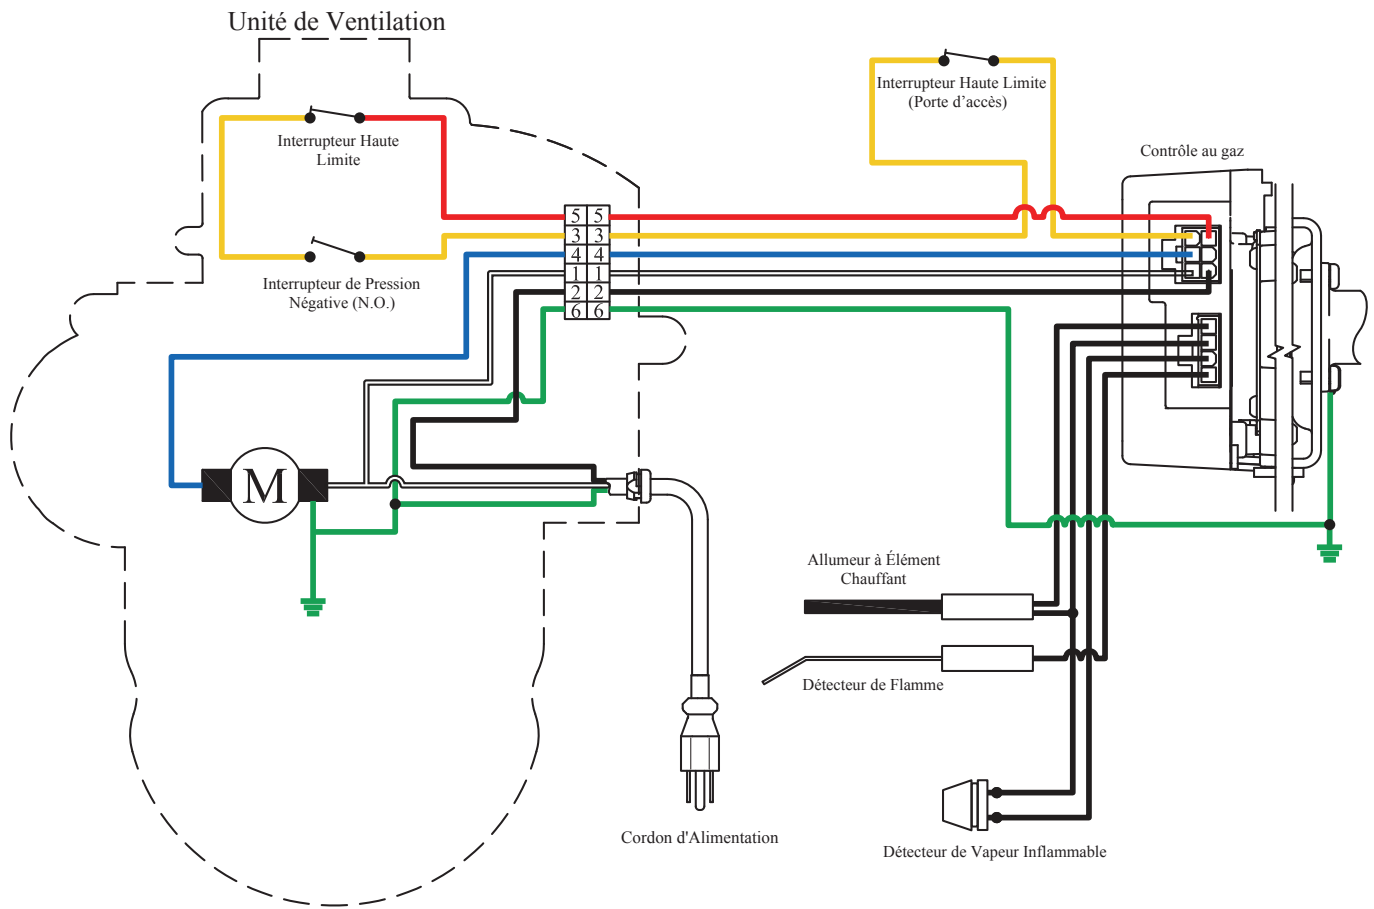 Unité de Ventilation
Interrupteur Haute Limite
(Porte d’accès)
Interrupteur Haute
Limite
Contrôle au gaz
5 5
3 3
4 4
1 1
2 2
6 6
Interrupteur de Pression
Négative (N.O.)
M
Allumeur à Élément
Chauffant
Détecteur de Flamme
Cordon d'Alimentation
Détecteur de Vapeur Inflammable